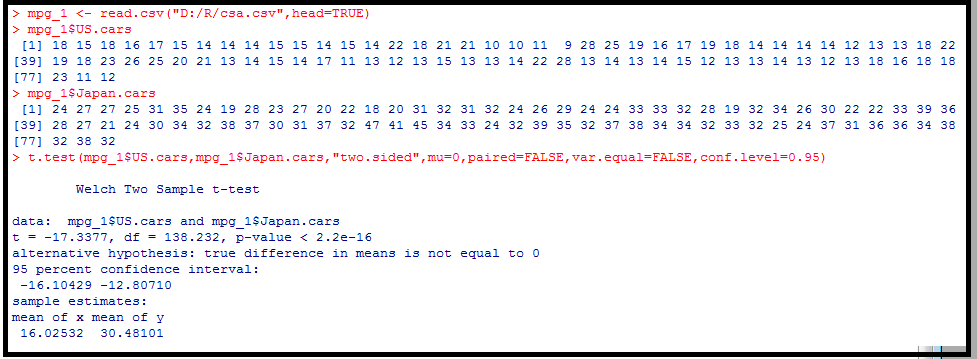 > mpg_1 <- read.csv("D:/R/csa.csv",head=TRUE)
> mpg_1$US.cars
[1] 18 15 18 16 17 15 14 14 14 15 15 14 15 14 22 18 21 21 10 10 11 9 28 25 19 16 17 19 18 14 14 14 14 12 13 13 18 22
[39] 19 18 23 26 25 20 21 13 14 15 14 17 11 13 12 13 15 13 13 14 22 28 13 14 13 14 15 12 13 13 14 13 12 13 18 16 18 18
[77] 23 11 12
> mpg_1$Japan.cars
[1] 24 27 27 25 31 35 24 19 28 23 27 20 22 18 20 31 32 31 32 24 26 29 24 24 33 33 32 28 19 32 34 26 30 22 22 33 39 36
[39] 28 27 21 24 30 34 32 38 37 30 31 37 32 47 41 45 34 33 24 32 39 35 32 37 38 34 34 32 33 32 25 24 37 31 36 36 34 38
[77] 32 38 32
> t.test(mpg_1$US.cars,mpg_1$Japan.cars,"two.sided",mu=0,paired=FALSE,var.equal=FALSE,conf.level=0.95)
Welch Two Sample t-test
data: mpg_1$US.cars and mpg_1$Japan.cars
t = -17.3377, df = 138.232, p-value < 2.2e-16
alternative hypothesis: true difference in means is not equal to 0
95 percent confidence interval:
-16.10429 -12.80710
sample estimates:
mean of x mean of y
16.02532 30.48101